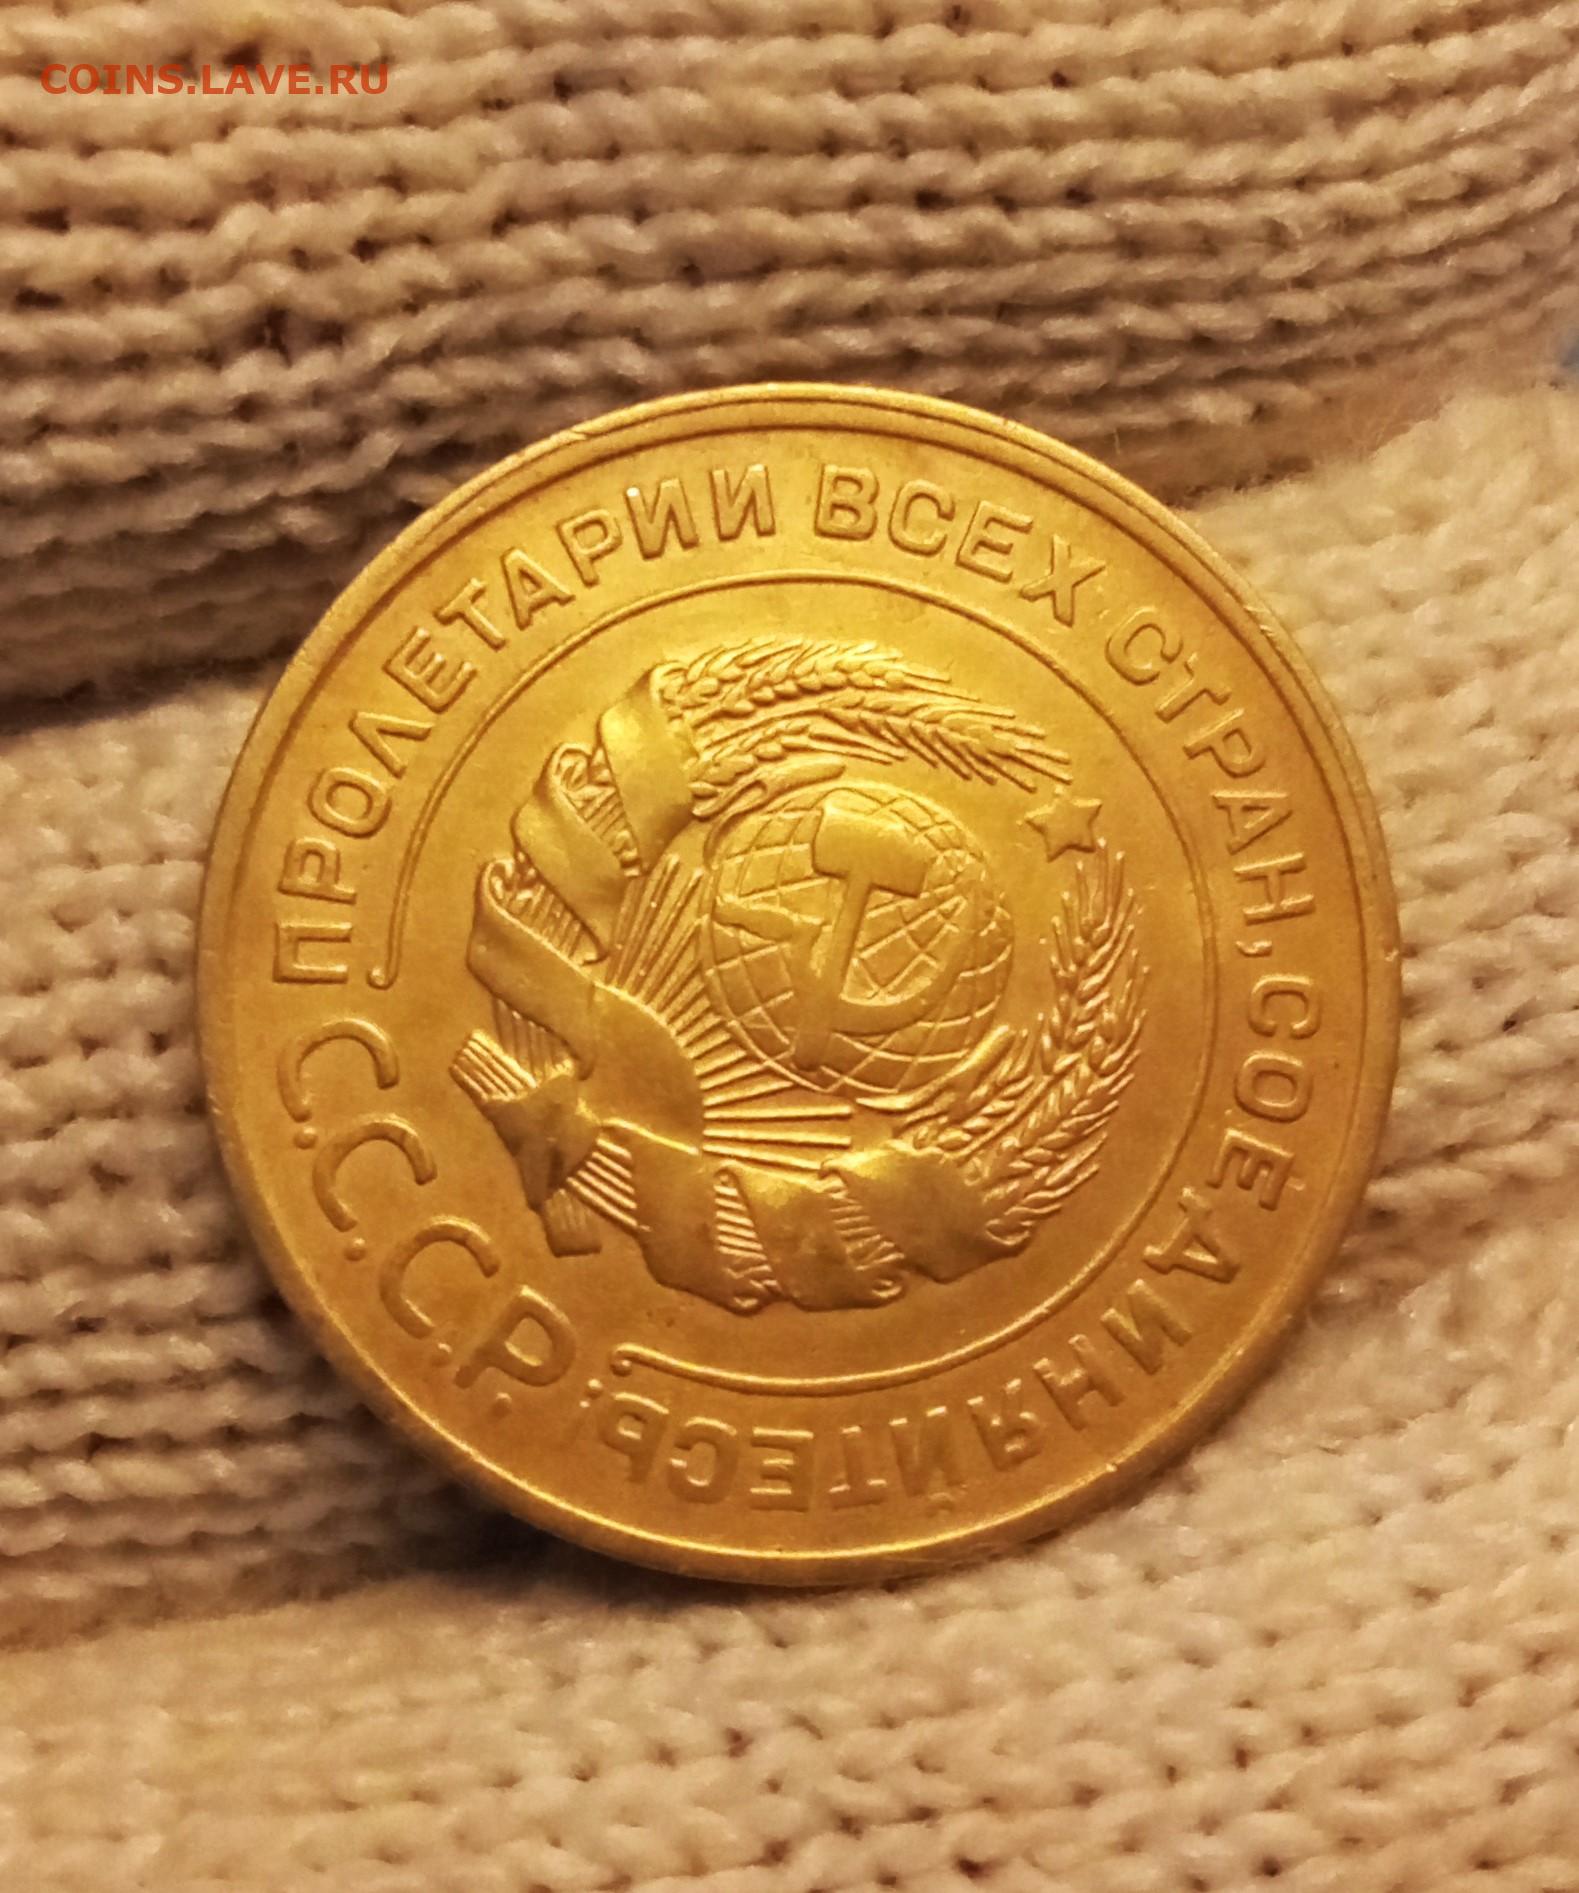 COINS.LAVE.RU
ПРОЛЕТАРИИ ВСЕХ СТРАН, СОЕДИНЯЙТЕСЬ!
С.С.С.Р.